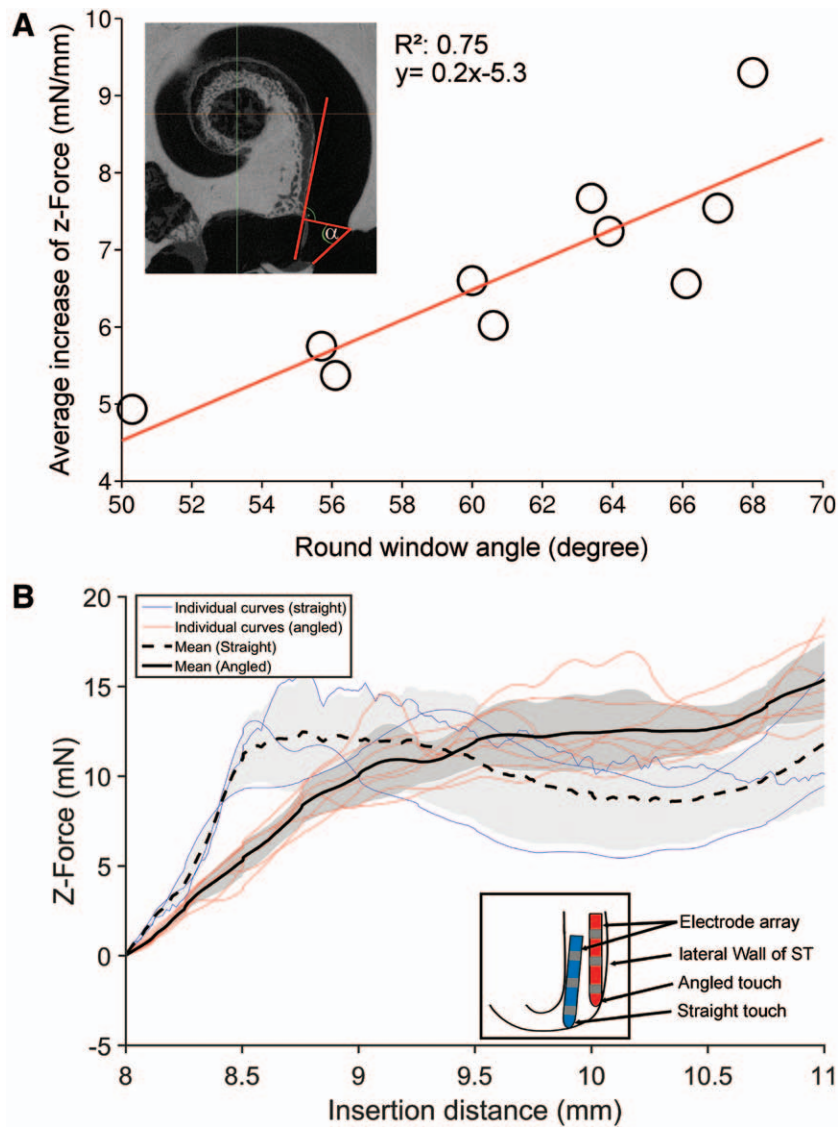 A
R²: 0.75
y= 0.2x-5.3
α
Average increase of z-Force (mN/mm)
10
9
8
7
6
5
4
50 52 54 56 58 60 62 64 66 68 70
Round window angle (degree)
B
Individual curves (straight)
Individual curves (angled)
Mean (Straight)
Mean (Angled)
Z-Force (mN)
20
15
10
5
0
-5
Electrode array
lateral Wall of ST
Angled touch
Straight touch
8 8.5 9 9.5 10 10.5 11
Insertion distance (mm)